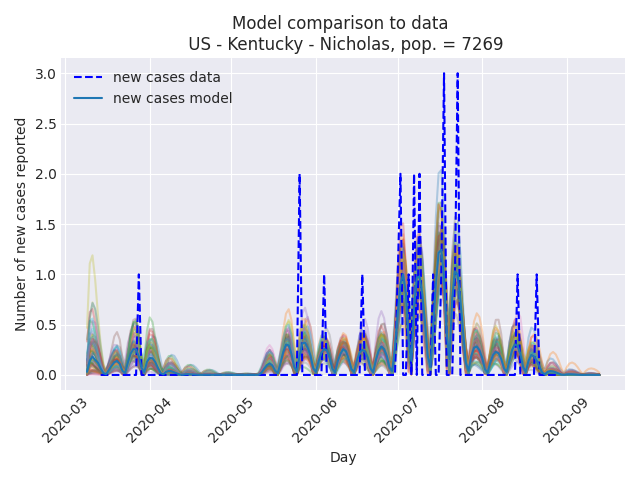 Model comparison to data
US - Kentucky - Nicholas, pop. = 7269
new cases data
new cases model
Number of new cases reported
3.0
2.5
2.0
1.5
1.0
0.5
0.0
2020-03
2020-04
2020-05
2020-06
2020-07
2020-08
2020-09
Day